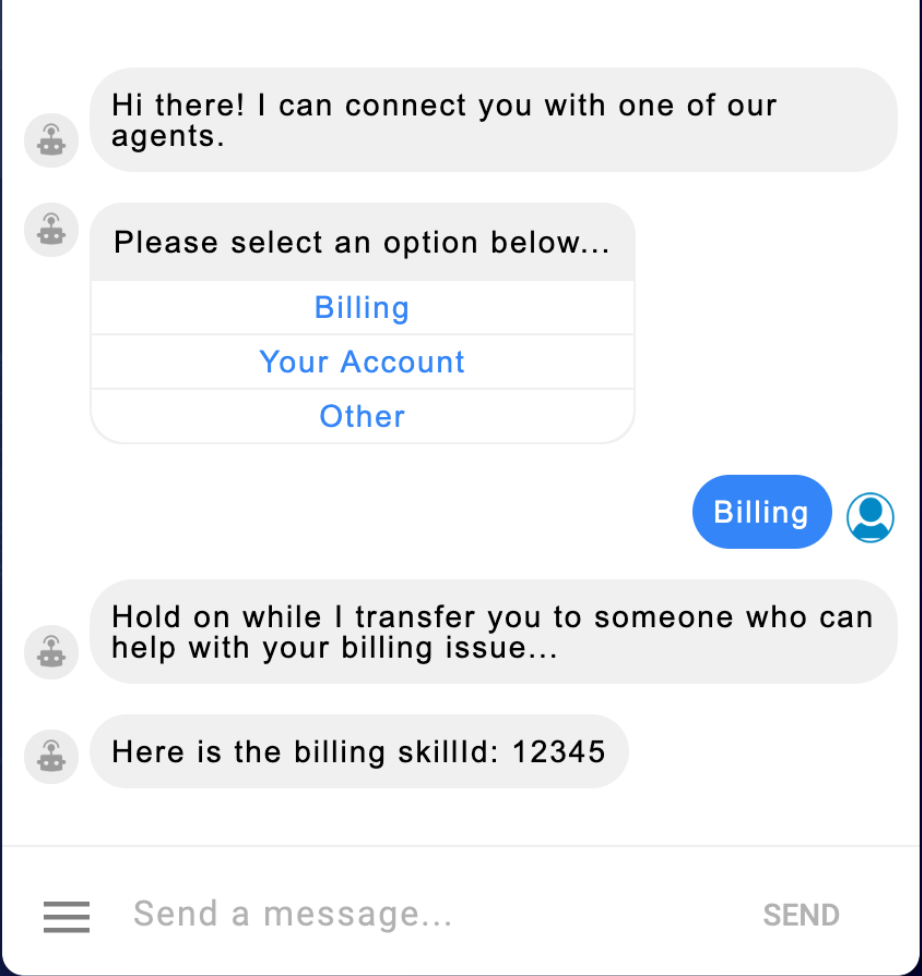 Hi there! I can connect you with one of our
agents.
Please select an option below...
Billing
Your Account
Other
Billing
Hold on while I transfer you to someone who can
help with your billing issue...
Here is the billing skillId: 12345
Send a message...
SEND